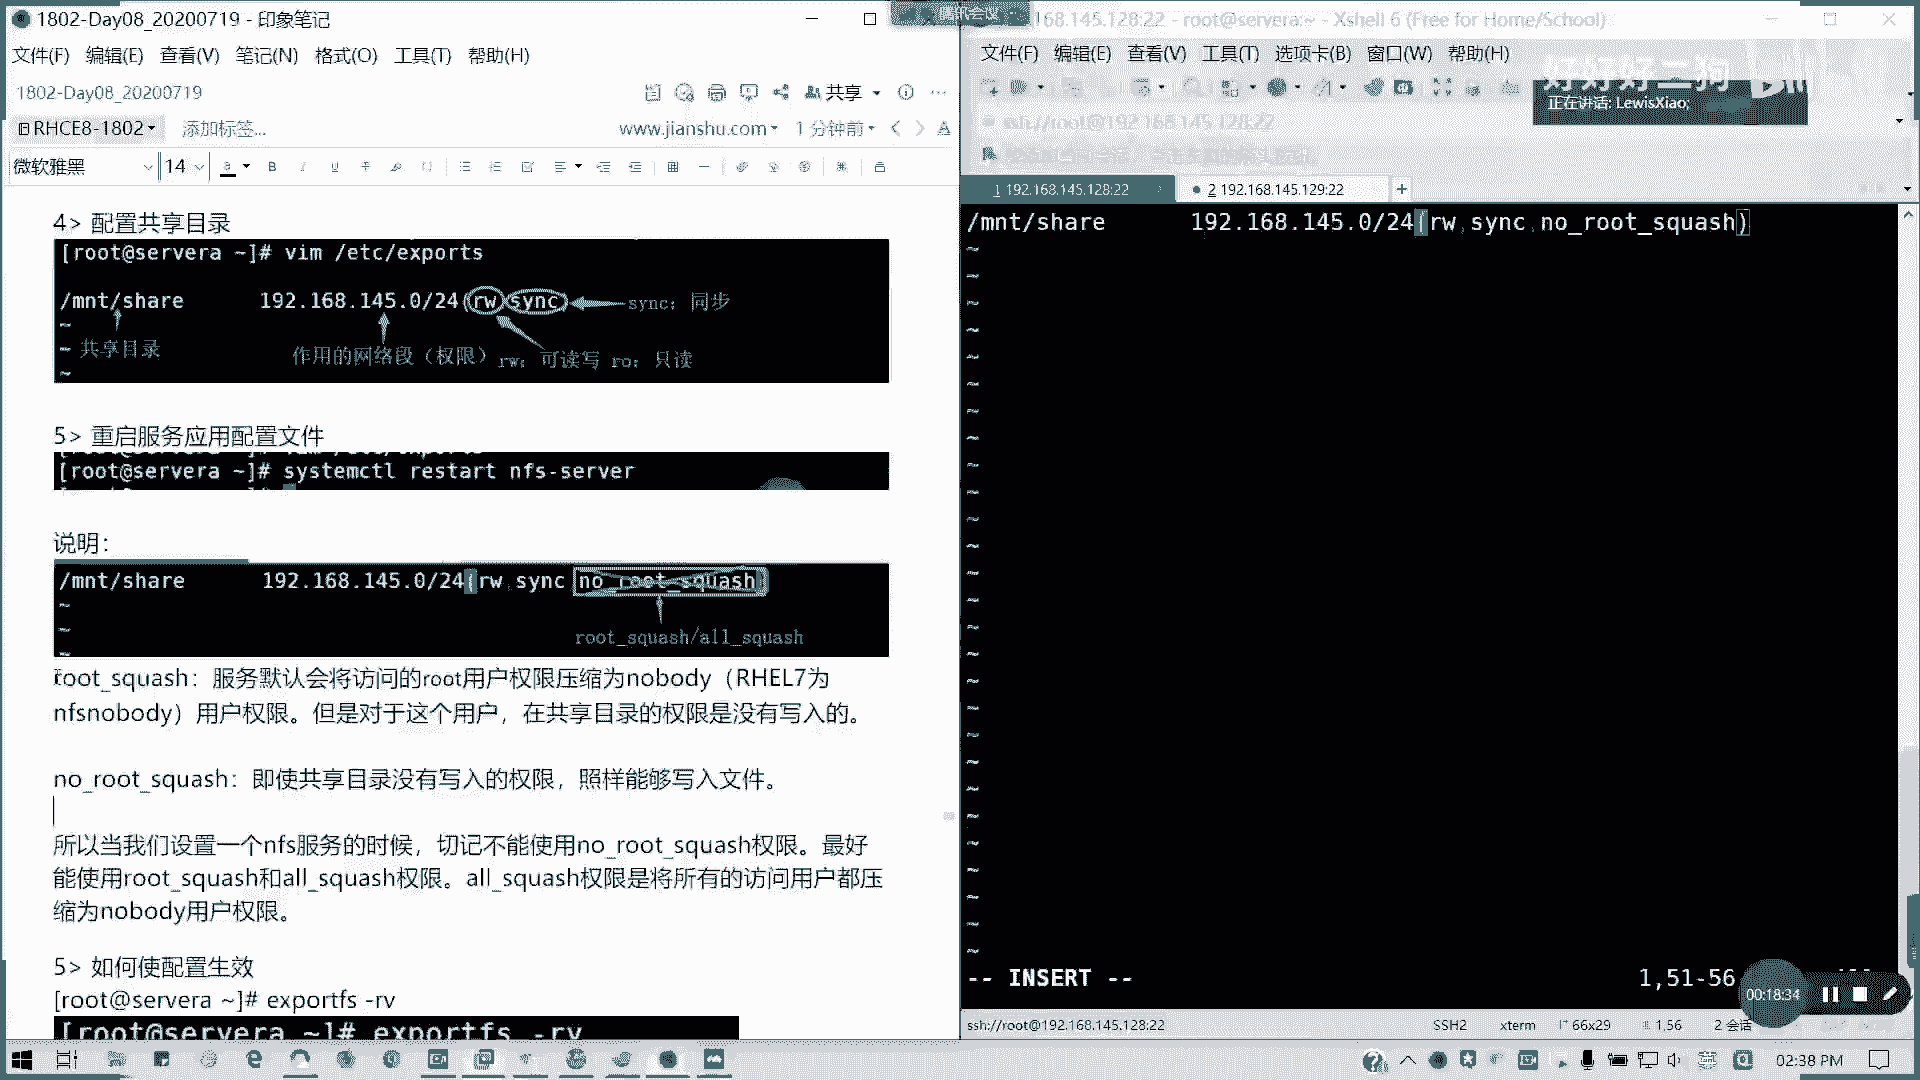 1802-Day08_20200719 - 印象笔记
文件(F) 编辑(E) 查看(V) 笔记(N) 格式(O) 工具(T) 帮助(H)
1802-Day08_20200719
共享
RHCE8-1802
添加标签...
www.jianshu.com
1 分钟前
微软雅黑
14
4> 配置共享目录
[root@servera ~]# vim /etc/exports
/mnt/share 192.168.145.0/24(rw,sync)
sync: 同步
共享目录
作用的网络段（权限）
rw: 可读写 ro: 只读
5> 重启服务应用配置文件
[root@servera ~]# systemctl restart nfs-server
说明:
/mnt/share 192.168.145.0/24(rw,sync,no_root_squash)
root_squash/all_squash
root_squash：服务默认会将访问的root用户权限压缩为nobody（RHEL7为
nfsnobody）用户权限。但是对于这个用户，在共享目录的权限是没有写入的。
no_root_squash：即使共享目录没有写入的权限，照样能够写入文件。
所以当我们设置一个nfs服务的时候，切记不能使用no_root_squash权限。最好
能使用root_squash和all_squash权限。all_squash权限是将所有的访问用户都压
缩为nobody用户权限。
5> 如何使配置生效
[root@servera ~]# exportfs -rv
[root@servera ~]# exportfs -rv
腾讯会议
168.145.128:22 - root@servera:~ - Xshell 6 (Free for Home/School)
文件(F) 编辑(E) 查看(V) 工具(T) 选项卡(B) 窗口(W) 帮助(H)
好好好二狗
正在讲话: LewisXiao;
ssh://root@192.168.145.128:22
1 192.168.145.128:22
2 192.168.145.129:22
/mnt/share 192.168.145.0/24(rw,sync,no_root_squash)
~
-- INSERT --
1,51-56
00:18:34
ssh://root@192.168.145.128:22
SSH2
xterm
66x29
1,56
2 会话
英
02:38 PM